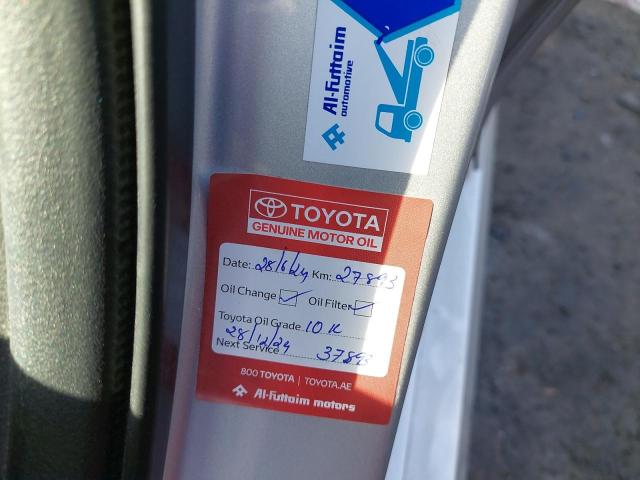 Al-Futtaim
automotive
TOYOTA
GENUINE MOTOR OIL
Date: 28/6/24 Km: 27893
Oil Change Oil Filter
Toyota Oil Grade 10 K
28/12/24
Next Service 37893
800 TOYOTA | TOYOTA.AE
Al-Futtaim motors